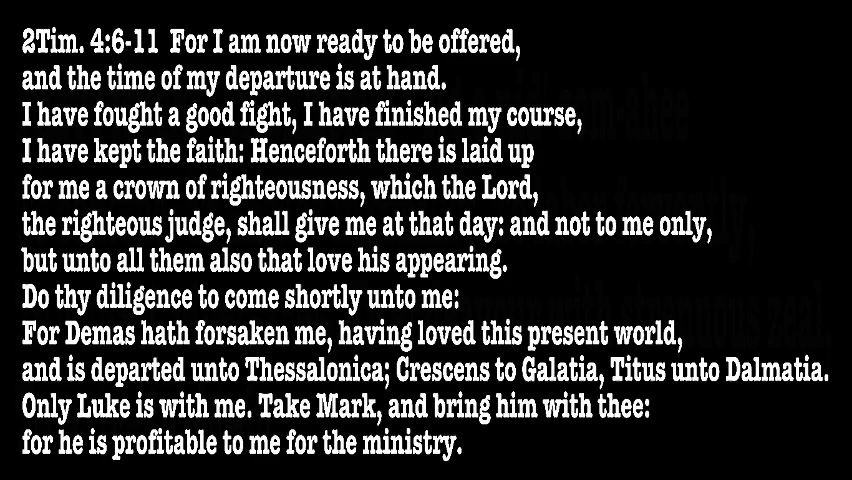 2Tim. 4:6-11 For I am now ready to be offered,
and the time of my departure is at hand.
I have fought a good fight, I have finished my course,
I have kept the faith: Henceforth there is laid up
for me a crown of righteousness, which the Lord,
the righteous judge, shall give me at that day: and not to me only,
but unto all them also that love his appearing.
Do thy diligence to come shortly unto me:
For Demas hath forsaken me, having loved this present world,
and is departed unto Thessalonica; Crescens to Galatia, Titus unto Dalmatia.
Only Luke is with me. Take Mark, and bring him with thee:
for he is profitable to me for the ministry.